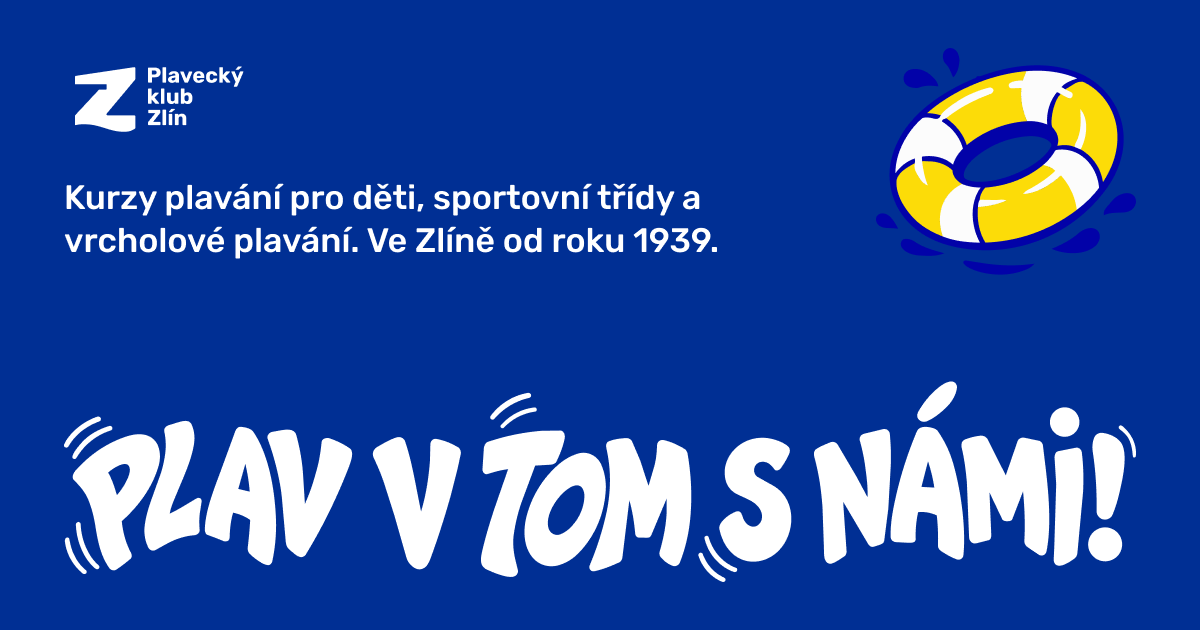 Plavecký
klub
Zlín
Kurzy plavání pro děti, sportovní třídy a
vrcholové plavání. Ve Zlíně od roku 1939.
PLAV V TOM S NÁMi!